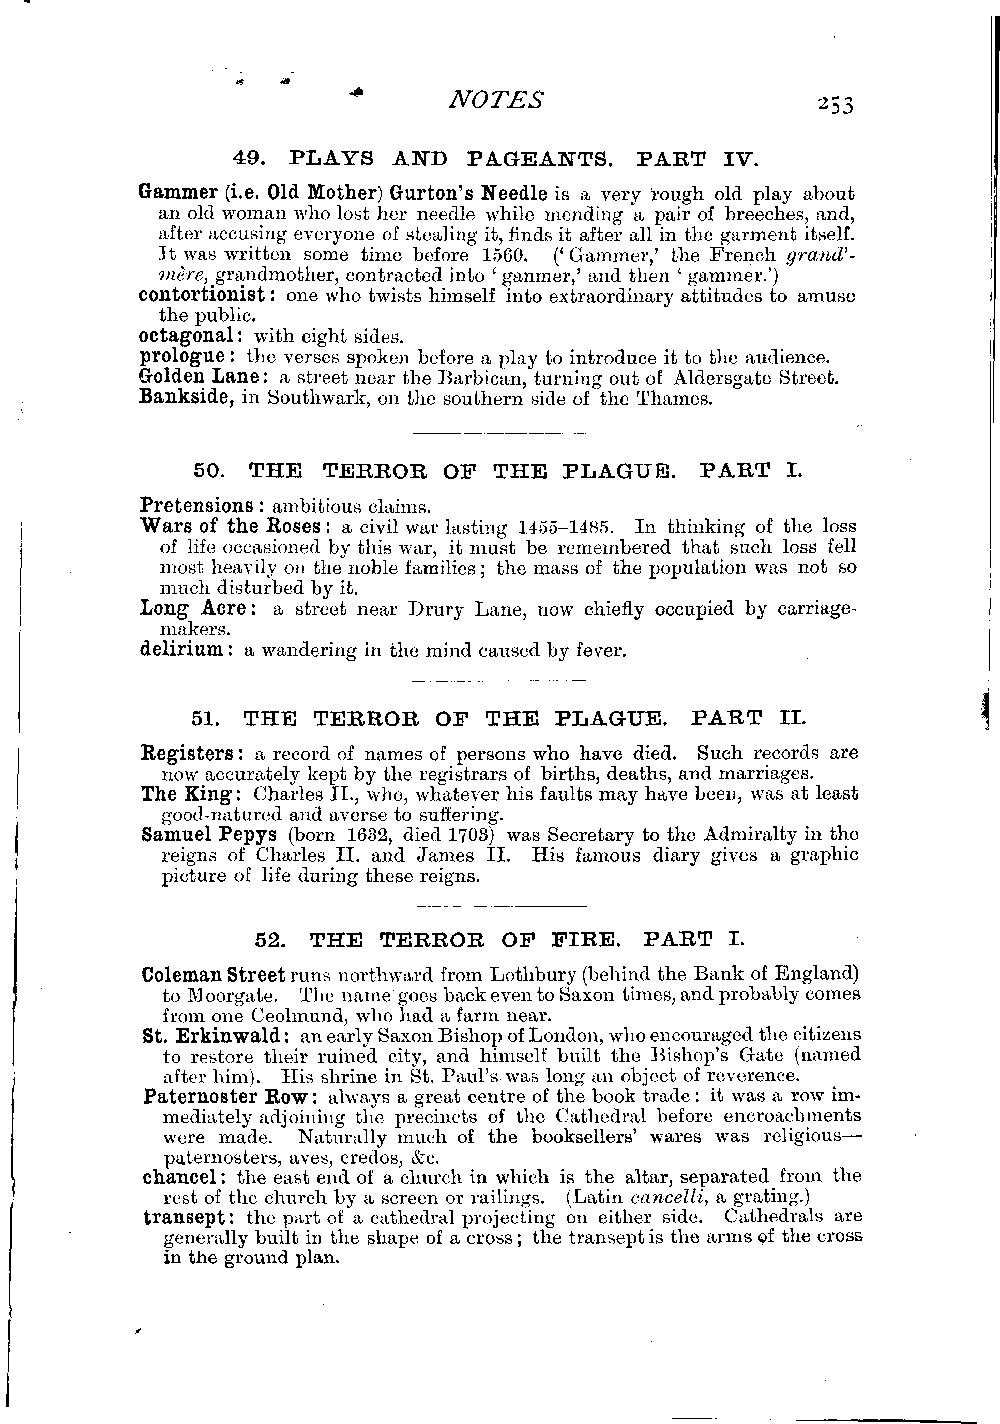 NOTES 253
49. PLAYS AND PAGEANTS. PART IV.
Gammer (i.e. Old Mother) Gurton's Needle is a very rough old play about
an old woman who lost her needle while mending a pair of breeches, and,
after accusing everyone of stealing it, finds it after all in the garment itself.
It was written some time before 1560. ('Gammer,' the French grand'-
mère, grandmother, contracted into 'ganmer,' and then 'gammer.')
contortionist: one who twists himself into extraordinary attitudes to amuse
the public.
octagonal: with eight sides.
prologue: the verses spoken before a play to introduce it to the audience.
Golden Lane: a street near the Barbican, turning out of Aldersgate Street.
Bankside, in Southwark, on the southern side of the Thames.
50. THE TERROR OF THE PLAGUE. PART I.
Pretensions: ambitious claims.
Wars of the Roses: a civil war lasting 1455–1485. In thinking of the loss
of life occasioned by this war, it must be remembered that such loss fell
most heavily on the noble families; the mass of the population was not so
much disturbed by it.
Long Acre: a street near Drury Lane, now chiefly occupied by carriage-
makers.
delirium: a wandering in the mind caused by fever.
51. THE TERROR OF THE PLAGUE. PART II.
Registers: a record of names of persons who have died. Such records are
now accurately kept by the registrars of births, deaths, and marriages.
The King: Charles II., who, whatever his faults may have been, was at least
good-natured and averse to suffering.
Samuel Pepys (born 1632, died 1703) was Secretary to the Admiralty in the
reigns of Charles II. and James II. His famous diary gives a graphic
picture of life during these reigns.
52. THE TERROR OF FIRE. PART I.
Coleman Street runs northward from Lothbury (behind the Bank of England)
to Moorgate. The name goes back even to Saxon times, and probably comes
from one Ceolmund, who had a farm near.
St. Erkinwald: an early Saxon Bishop of London, who encouraged the citizens
to restore their ruined city, and himself built the Bishop's Gate (named
after him). His shrine in St. Paul's was long an object of reverence.
Paternoster Row: always a great centre of the book trade: it was a row im-
mediately adjoining the precincts of the Cathedral before encroachments
were made. Naturally much of the booksellers' wares was religious—
paternosters, aves, credos, &c.
chancel: the east end of a church in which is the altar, separated from the
rest of the church by a screen or railings. (Latin cancelli, a grating.)
transept: the part of a cathedral projecting on either side. Cathedrals are
generally built in the shape of a cross; the transept is the arms of the cross
in the ground plan.